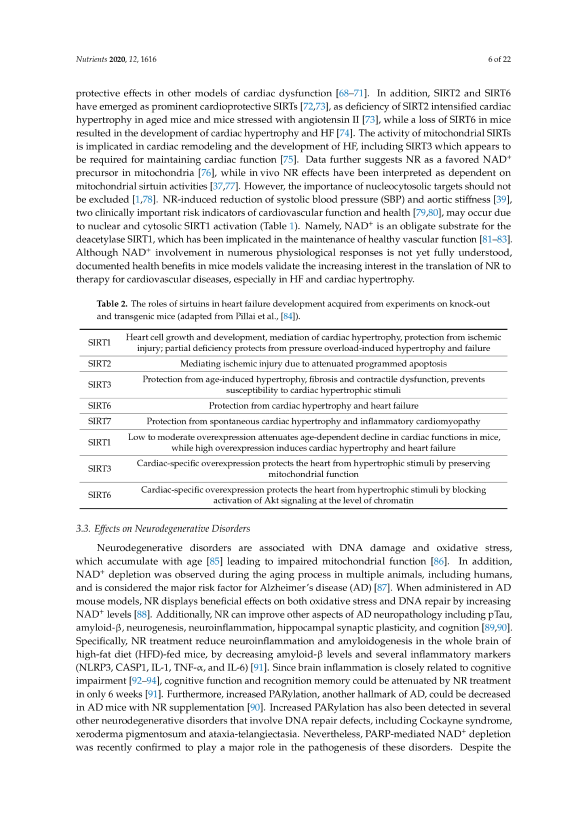 Nutrients 2020, 12, 1616
6 of 22
protective effects in other models of cardiac dysfunction [68–71]. In addition, SIRT2 and SIRT6
have emerged as prominent cardioprotective SIRTs [72,73], as deficiency of SIRT2 intensified cardiac
hypertrophy in aged mice and mice stressed with angiotensin II [73], while a loss of SIRT6 in mice
resulted in the development of cardiac hypertrophy and HF [74]. The activity of mitochondrial SIRTs
is implicated in cardiac remodeling and the development of HF, including SIRT3 which appears to
be required for maintaining cardiac function [75]. Data further suggests NR as a favored NAD⁺
precursor in mitochondria [76], while in vivo NR effects have been interpreted as dependent on
mitochondrial sirtuin activities [37,77]. However, the importance of nucleocytosolic targets should not
be excluded [1,78]. NR-induced reduction of systolic blood pressure (SBP) and aortic stiffness [39],
two clinically important risk indicators of cardiovascular function and health [79,80], may occur due
to nuclear and cytosolic SIRT1 activation (Table 1). Namely, NAD⁺ is an obligate substrate for the
deacetylase SIRT1, which has been implicated in the maintenance of healthy vascular function [81–83].
Although NAD⁺ involvement in numerous physiological responses is not yet fully understood,
documented health benefits in mice models validate the increasing interest in the translation of NR to
therapy for cardiovascular diseases, especially in HF and cardiac hypertrophy.
Table 2. The roles of sirtuins in heart failure development acquired from experiments on knock-out
and transgenic mice (adapted from Pillai et al., [84]).
SIRT1
Heart cell growth and development, mediation of cardiac hypertrophy, protection from ischemic
injury; partial deficiency protects from pressure overload-induced hypertrophy and failure
SIRT2
Mediating ischemic injury due to attenuated programmed apoptosis
SIRT3
Protection from age-induced hypertrophy, fibrosis and contractile dysfunction, prevents
susceptibility to cardiac hypertrophic stimuli
SIRT6
Protection from cardiac hypertrophy and heart failure
SIRT7
Protection from spontaneous cardiac hypertrophy and inflammatory cardiomyopathy
SIRT1
Low to moderate overexpression attenuates age-dependent decline in cardiac functions in mice,
while high overexpression induces cardiac hypertrophy and heart failure
SIRT3
Cardiac-specific overexpression protects the heart from hypertrophic stimuli by preserving
mitochondrial function
SIRT6
Cardiac-specific overexpression protects the heart from hypertrophic stimuli by blocking
activation of Akt signaling at the level of chromatin
3.3. Effects on Neurodegenerative Disorders
Neurodegenerative disorders are associated with DNA damage and oxidative stress,
which accumulate with age [85] leading to impaired mitochondrial function [86]. In addition,
NAD⁺ depletion was observed during the aging process in multiple animals, including humans,
and is considered the major risk factor for Alzheimer's disease (AD) [87]. When administered in AD
mouse models, NR displays beneficial effects on both oxidative stress and DNA repair by increasing
NAD⁺ levels [88]. Additionally, NR can improve other aspects of AD neuropathology including pTau,
amyloid-β, neurogenesis, neuroinflammation, hippocampal synaptic plasticity, and cognition [89,90].
Specifically, NR treatment reduce neuroinflammation and amyloidogenesis in the whole brain of
high-fat diet (HFD)-fed mice, by decreasing amyloid-β levels and several inflammatory markers
(NLRP3, CASP1, IL-1, TNF-α, and IL-6) [91]. Since brain inflammation is closely related to cognitive
impairment [92–94], cognitive function and recognition memory could be attenuated by NR treatment
in only 6 weeks [91]. Furthermore, increased PARylation, another hallmark of AD, could be decreased
in AD mice with NR supplementation [90]. Increased PARylation has also been detected in several
other neurodegenerative disorders that involve DNA repair defects, including Cockayne syndrome,
xeroderma pigmentosum and ataxia-telangiectasia. Nevertheless, PARP-mediated NAD⁺ depletion
was recently confirmed to play a major role in the pathogenesis of these disorders. Despite the